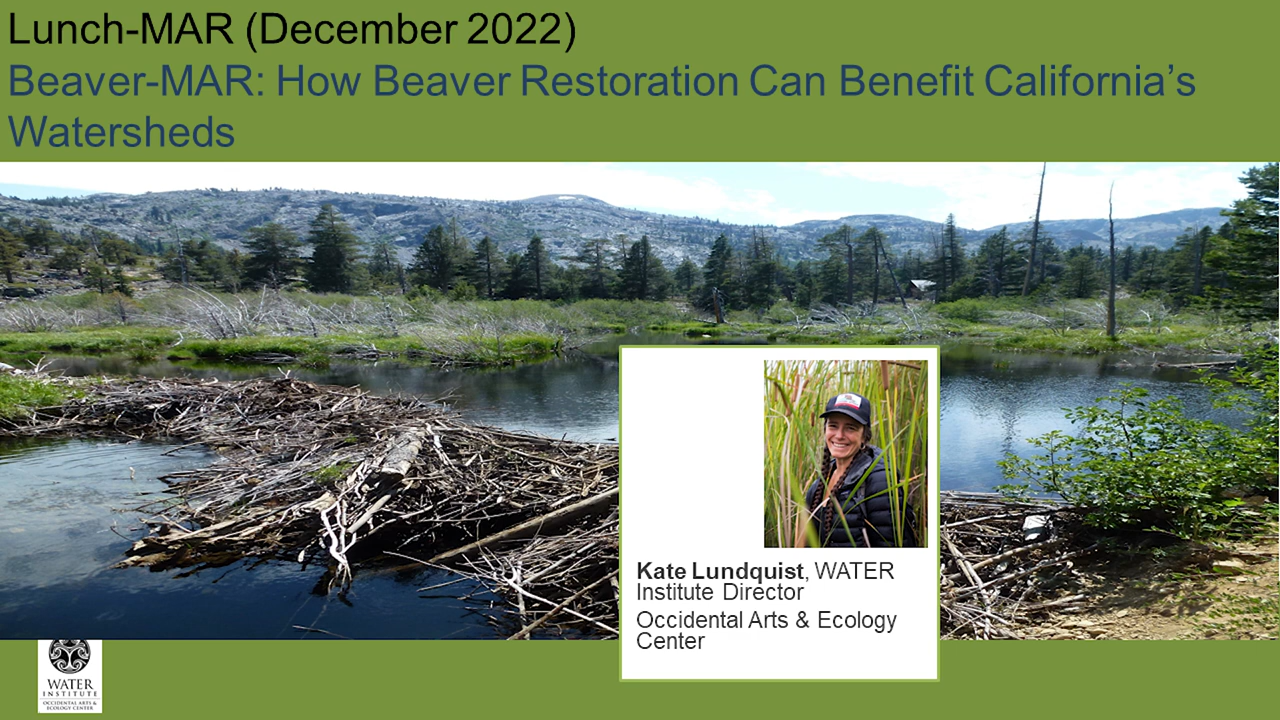 Lunch-MAR (December 2022)
Beaver-MAR: How Beaver Restoration Can Benefit California’s
Watersheds
Kate Lundquist, WATER
Institute Director
Occidental Arts & Ecology
Center
WATER
INSTITUTE
OCCIDENTAL ARTS &
ECOLOGY CENTER